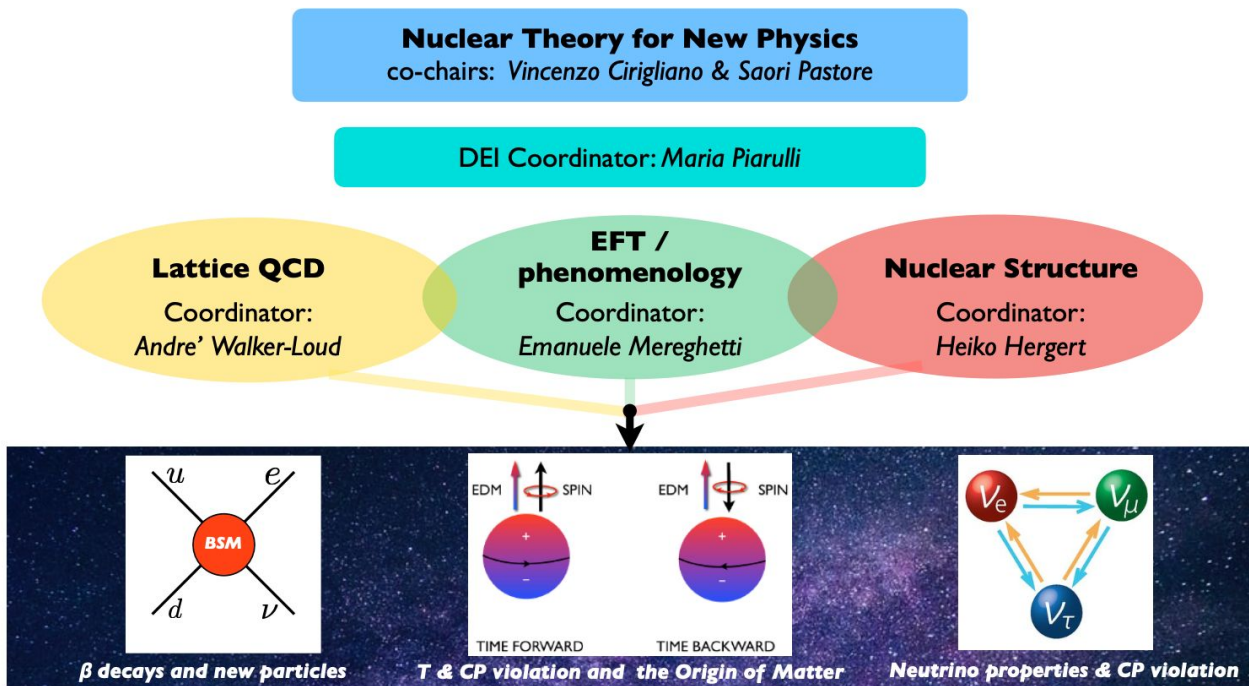 Nuclear Theory for New Physics
co-chairs: Vincenzo Cirigliano & Saori Pastore
DEI Coordinator: Maria Piarulli
Lattice QCD
Coordinator:
Andre’ Walker-Loud
EFT /
phenomenology
Coordinator:
Emanuele Mereghetti
Nuclear Structure
Coordinator:
Heiko Hergert
u e
BSM
d ν
β decays and new particles
EDM SPIN EDM SPIN
+ +
− −
TIME FORWARD TIME BACKWARD
T & CP violation and the Origin of Matter
νe νμ
ντ
Neutrino properties & CP violation